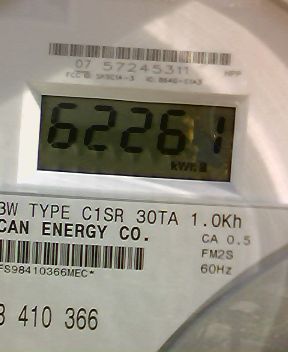 07 57245311 HPP
62261
kWh
3W TYPE C1SR 30TA 1.0Kh
CAN ENERGY CO.
CA 0.5
FM2S
60Hz
FS98410366MEC*
3 410 366